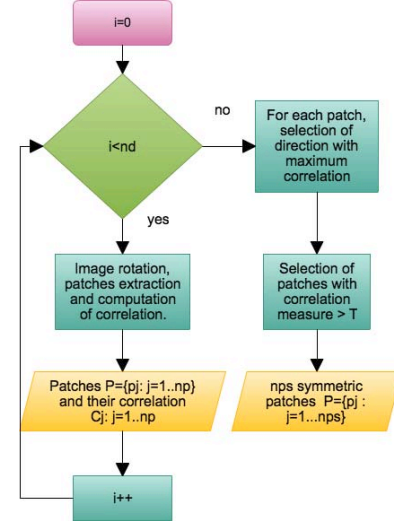 i=0
i<nd
no
yes
For each patch,
selection of
direction with
maximum
correlation
Image rotation,
patches extraction
and computation
of correlation.
Selection of
patches with
correlation
measure > T
Patches P={pj: j=1..np}
and their correlation
Cj: j=1..np
nps symmetric
patches P={pj :
j=1...nps}
i++